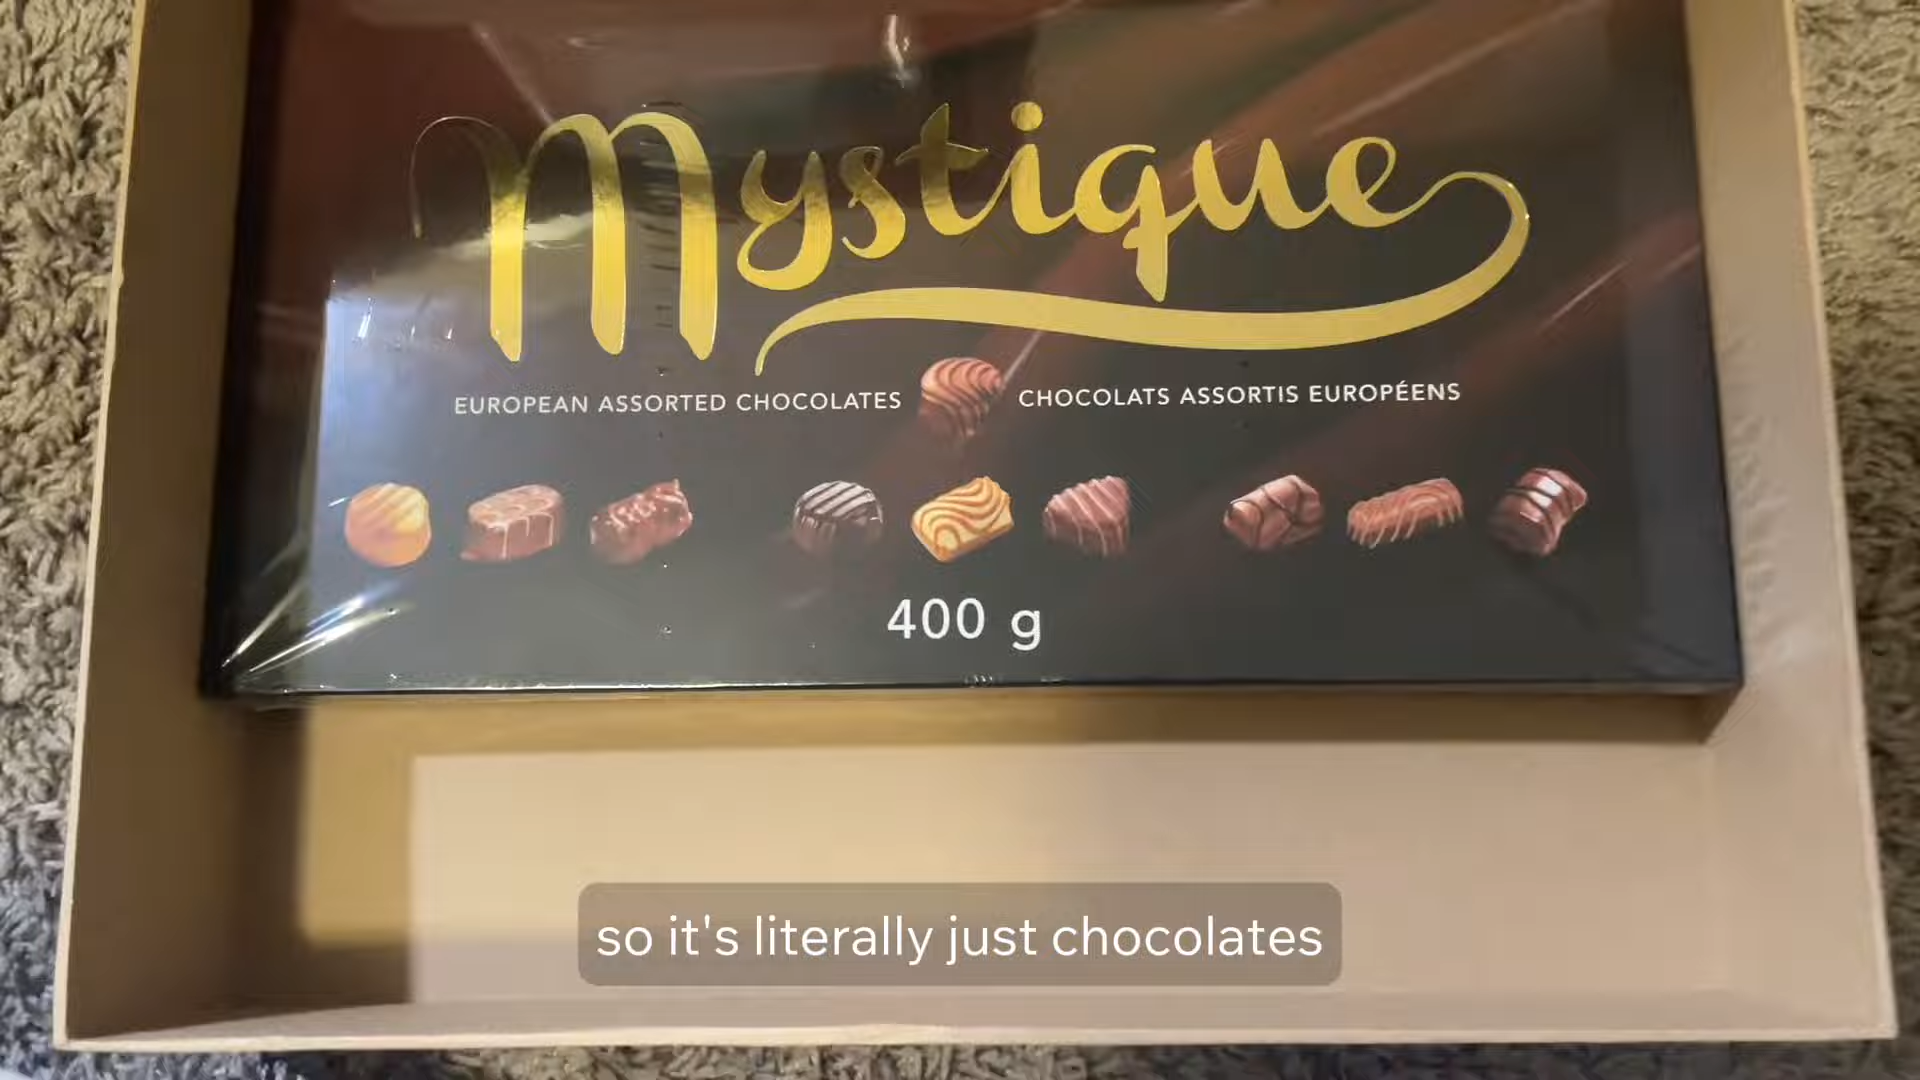 Mystique
EUROPEAN ASSORTED CHOCOLATES CHOCOLATS ASSORTIS EUROPÉENS
400 g
so it's literally just chocolates